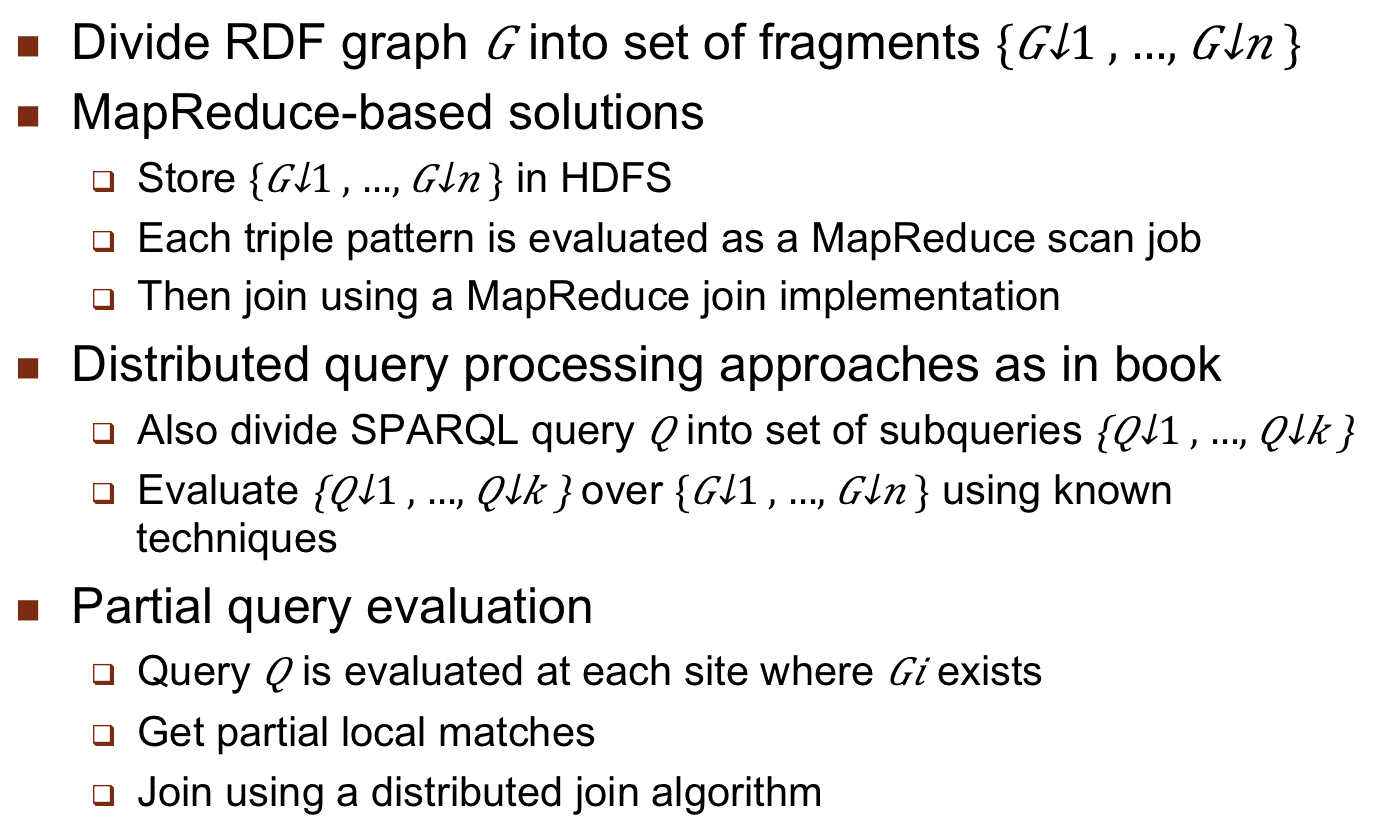 ■ Divide RDF graph G into set of fragments {G↓1 , ..., G↓n }
■ MapReduce-based solutions
❑ Store {G↓1 , ..., G↓n } in HDFS
❑ Each triple pattern is evaluated as a MapReduce scan job
❑ Then join using a MapReduce join implementation
■ Distributed query processing approaches as in book
❑ Also divide SPARQL query Q into set of subqueries {Q↓1 , ..., Q↓k }
❑ Evaluate {Q↓1 , ..., Q↓k } over {G↓1 , ..., G↓n } using known
techniques
■ Partial query evaluation
❑ Query Q is evaluated at each site where Gi exists
❑ Get partial local matches
❑ Join using a distributed join algorithm